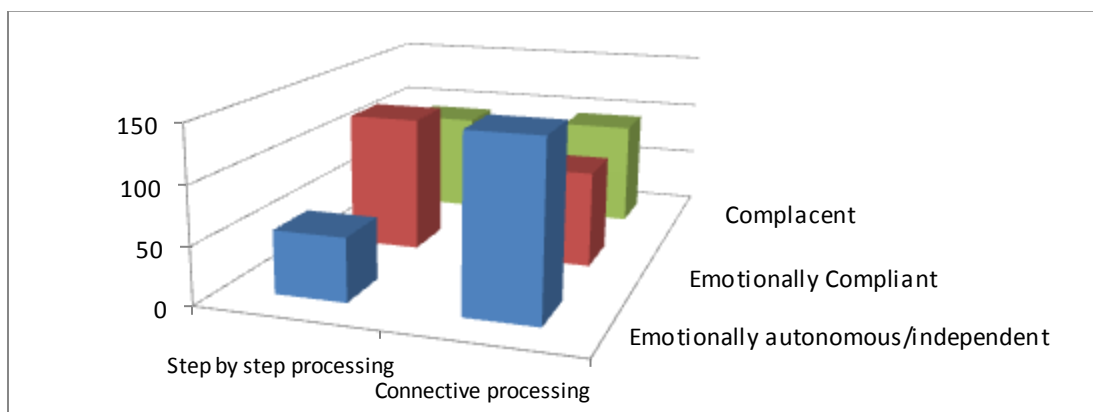 150
100
50
0
Step by step processing
Connective processing
Complacent
Emotionally Compliant
Emotionally autonomous/independent